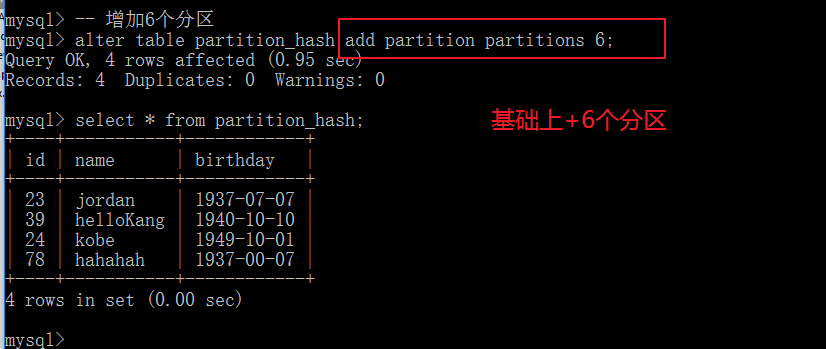 mysql> -- 增加6个分区
mysql> alter table partition_hash add partition partitions 6;
Query OK, 4 rows affected (0.95 sec)
Records: 4  Duplicates: 0  Warnings: 0
mysql> select * from partition_hash;
基础上+6个分区
+----+-----------+------------+
| id | name      | birthday   |
+----+-----------+------------+
| 23 | jordan    | 1937-07-07 |
| 39 | helloKang | 1940-10-10 |
| 24 | kobe      | 1949-10-01 |
| 78 | hahahah   | 1937-00-07 |
+----+-----------+------------+
4 rows in set (0.00 sec)
mysql>